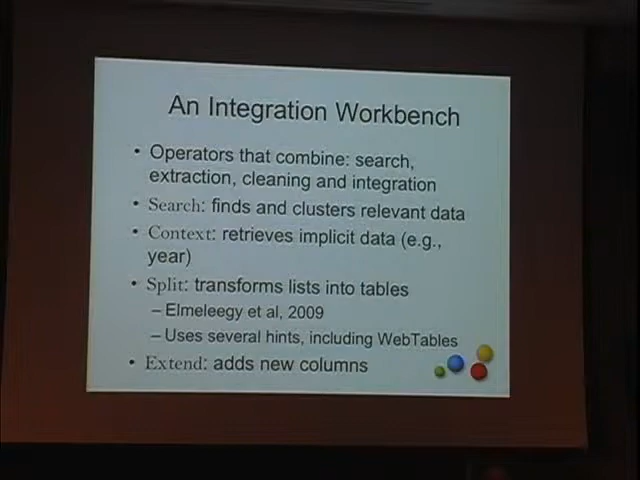 An Integration Workbench
• Operators that combine: search,
extraction, cleaning and integration
• Search: finds and clusters relevant data
• Context: retrieves implicit data (e.g.,
year)
• Split: transforms lists into tables
– Elmeleegy et al, 2009
– Uses several hints, including WebTables
• Extend: adds new columns